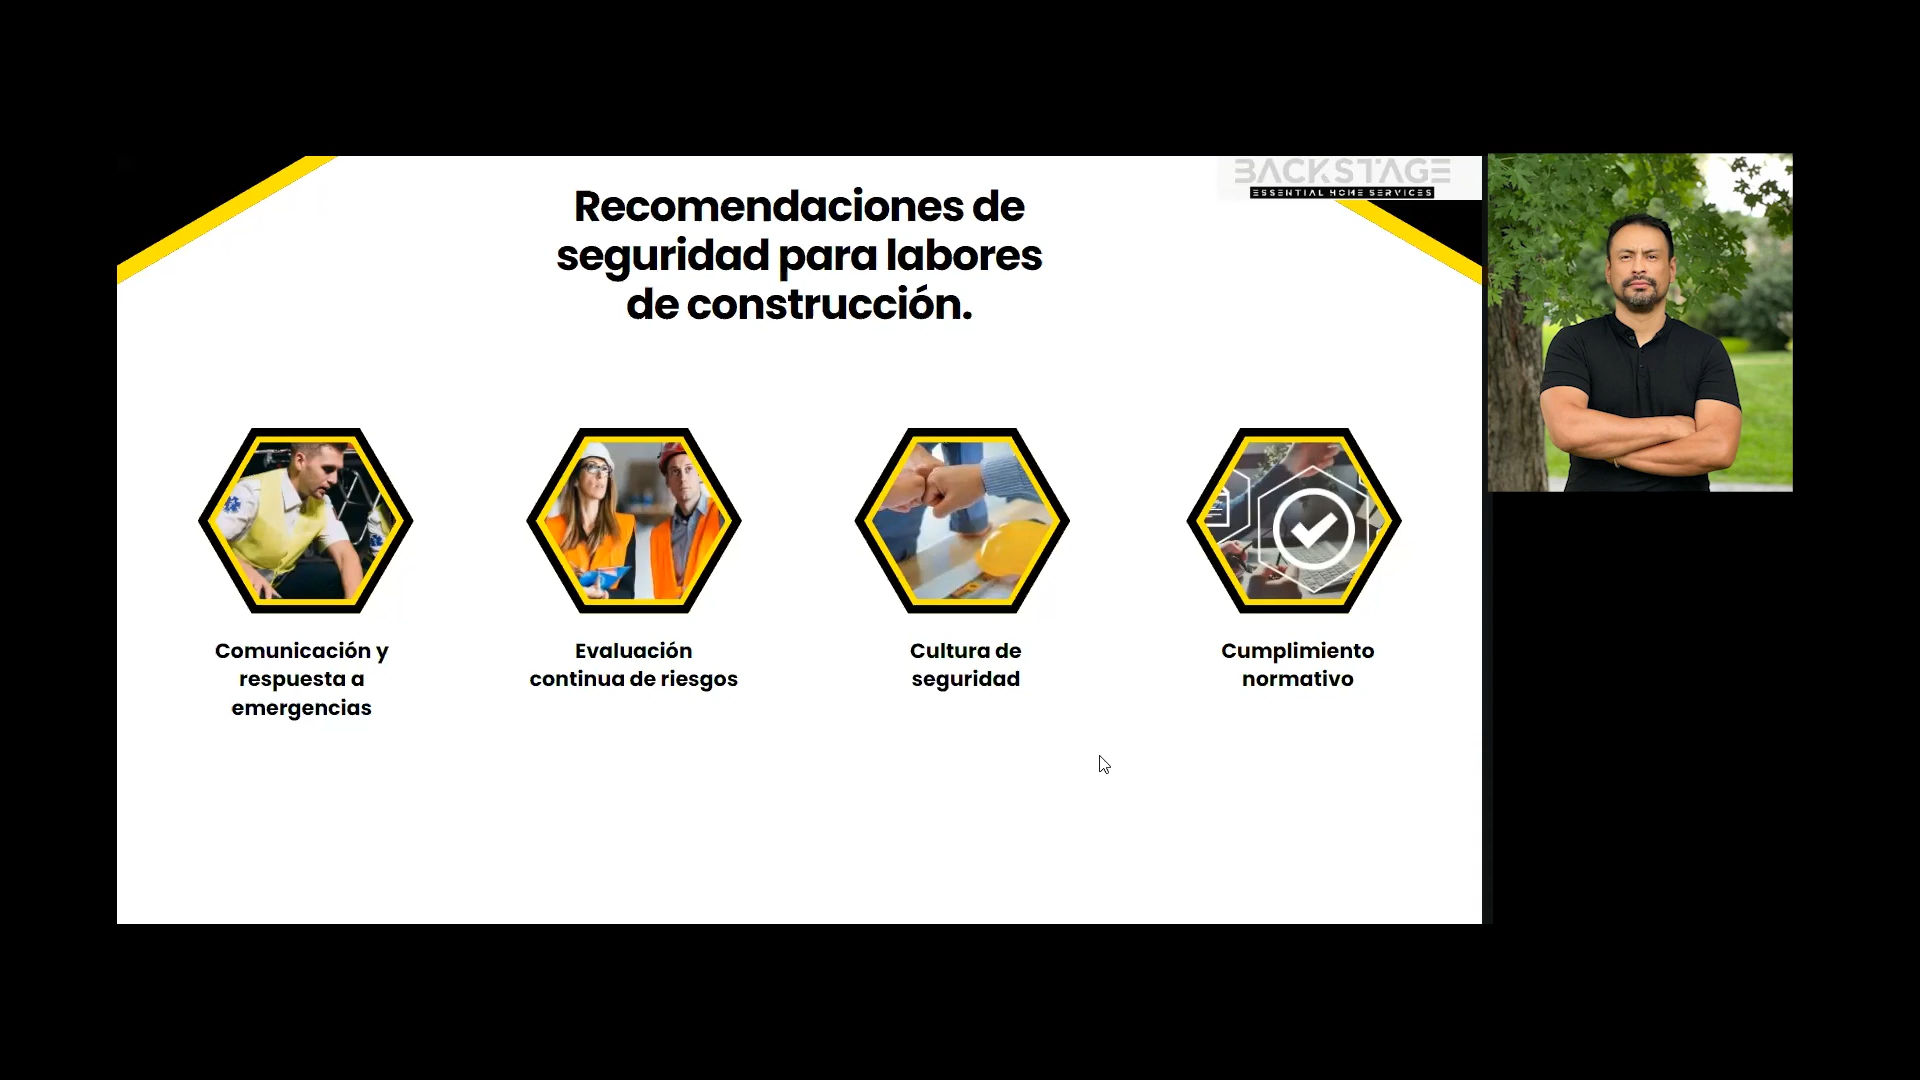 BACKSTAGE
ESSENTIAL HOME SERVICES
Recomendaciones de
seguridad para labores
de construcción.
Comunicación y
respuesta a
emergencias
Evaluación
continua de riesgos
Cultura de
seguridad
Cumplimiento
normativo